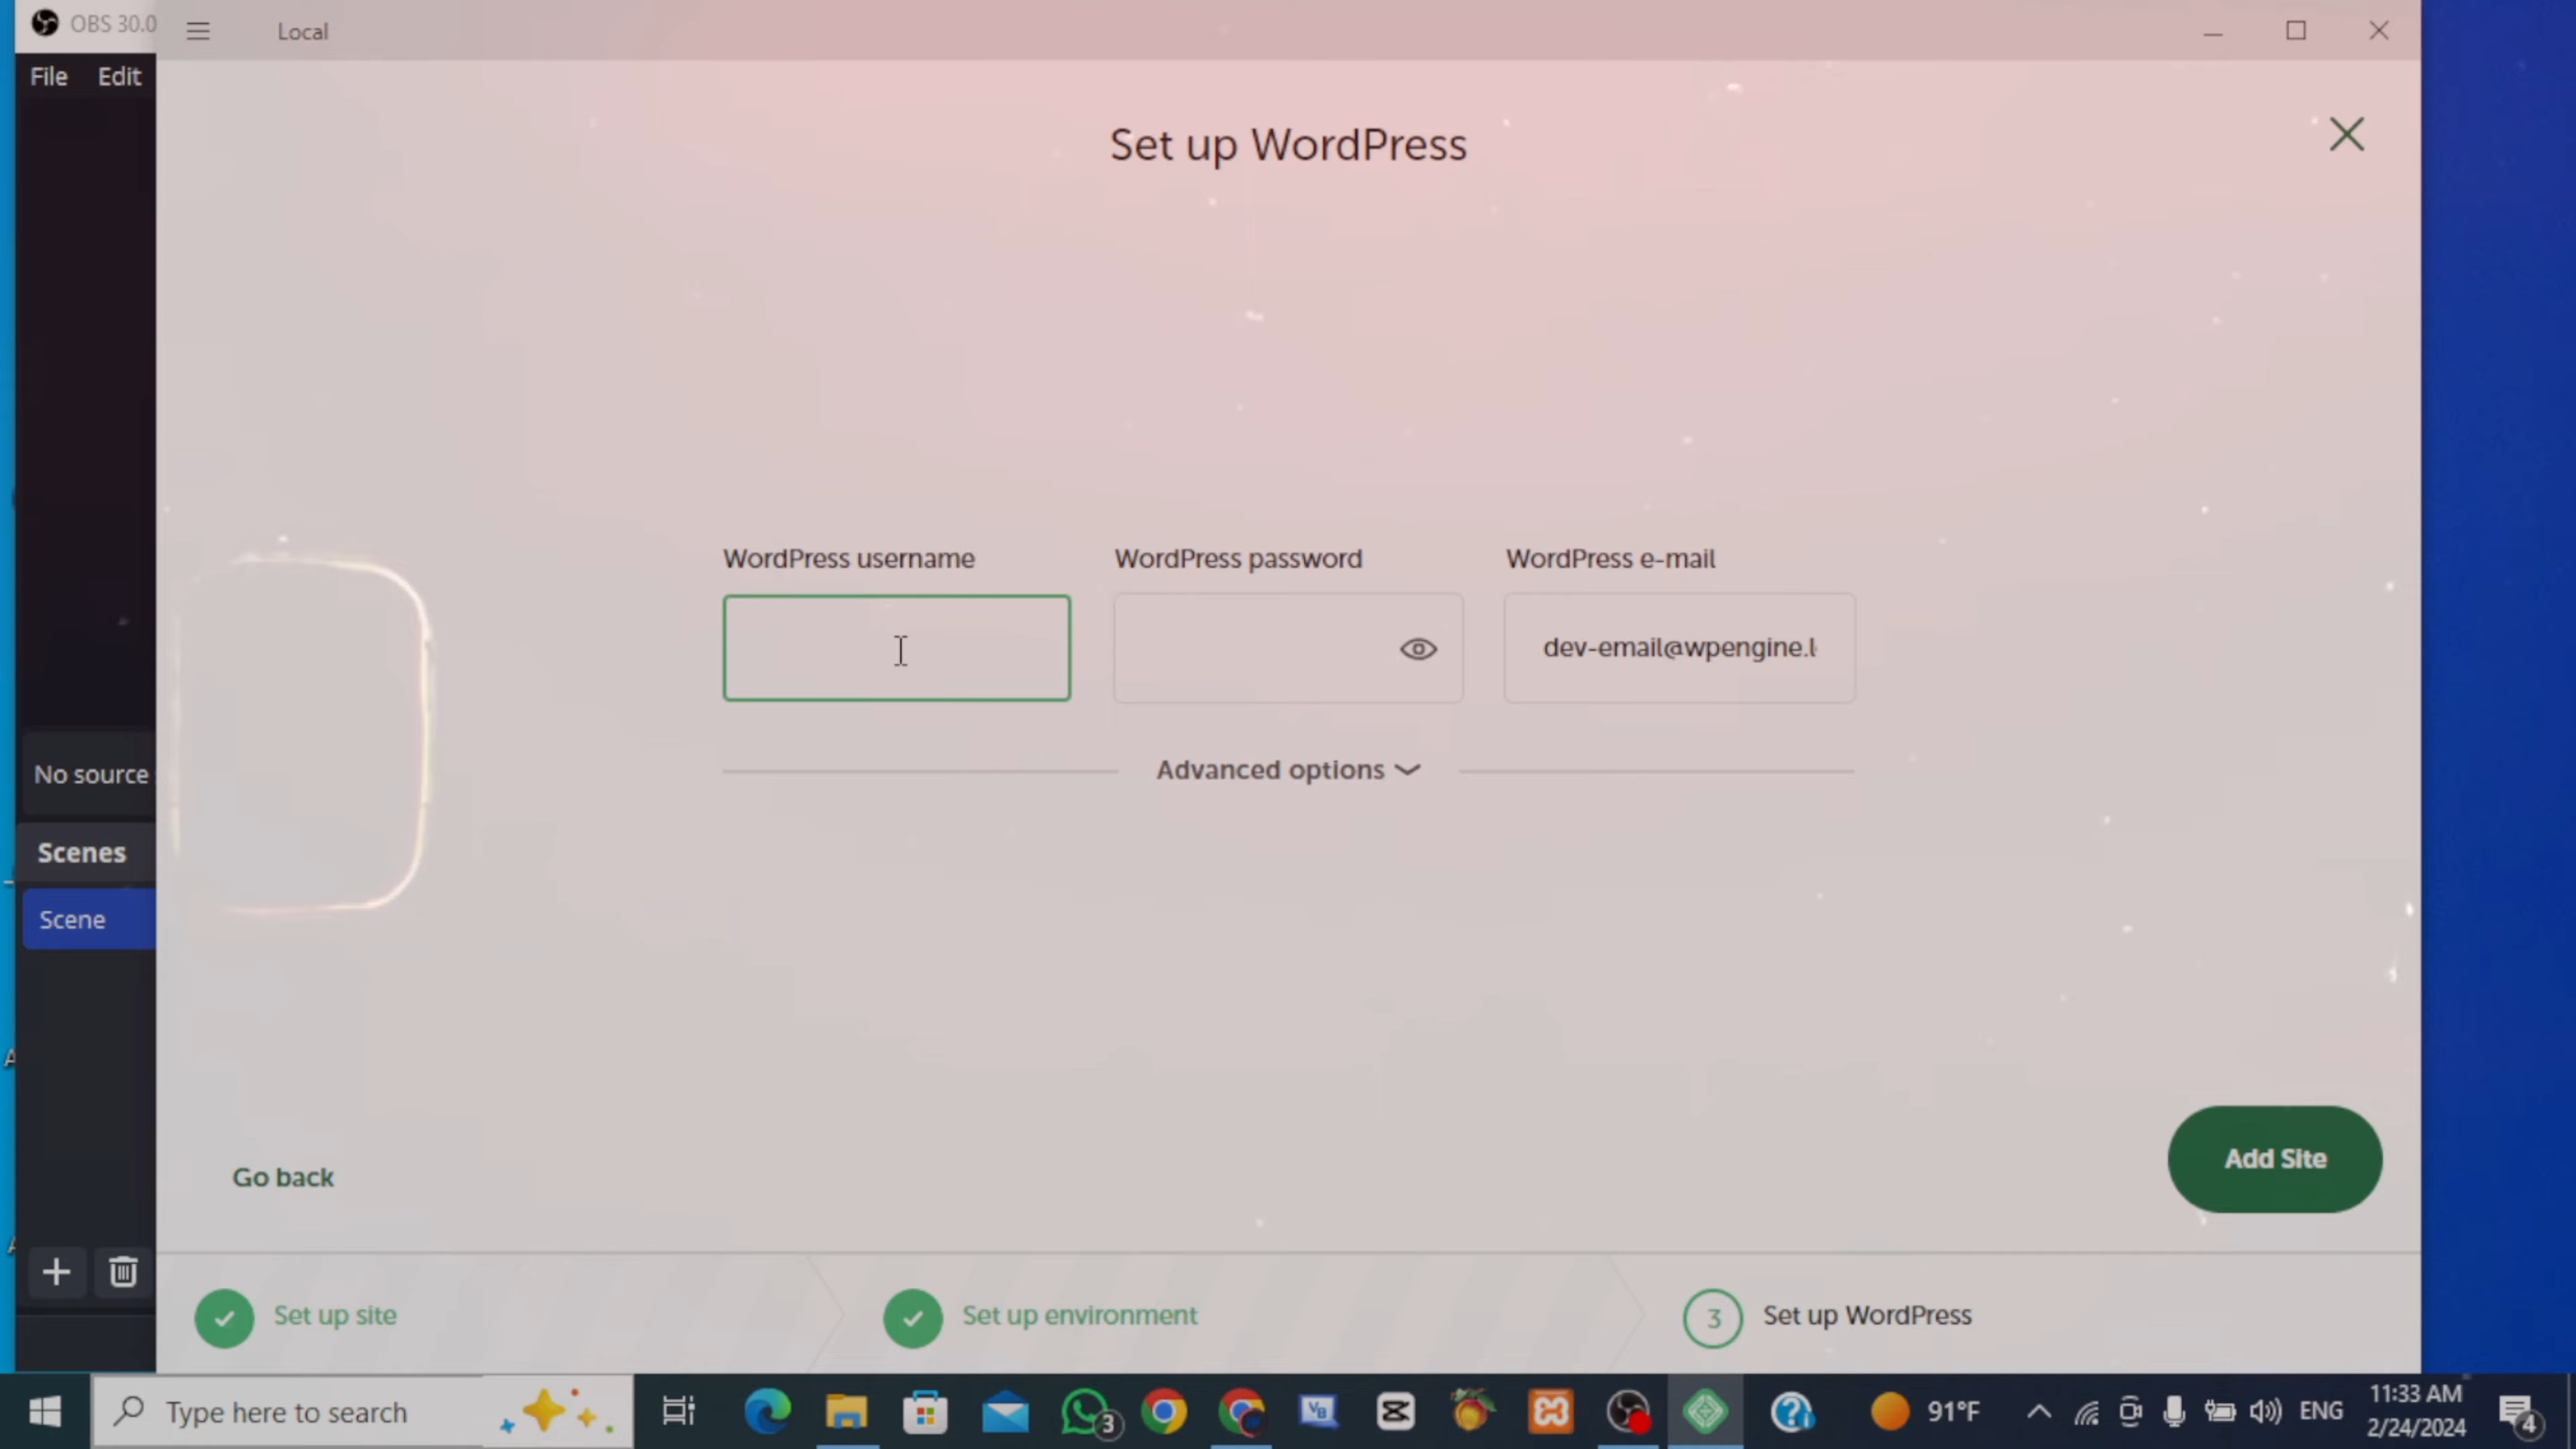 OBS 30.0
Local
File Edit
Set up WordPress
WordPress username WordPress password WordPress e-mail
dev-email@wpengine.l
Advanced options
No source
Scenes
Scene
Go back
Add Site
Set up site
Set up environment
3 Set up WordPress
Type here to search
3
VB
91°F
ENG
11:33 AM
2/24/2024
4